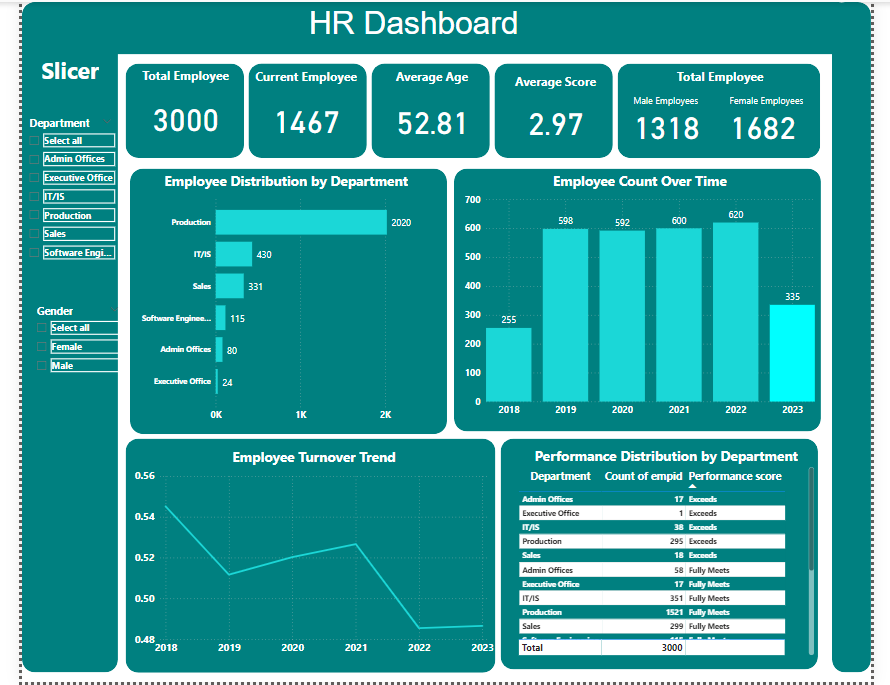 HR Dashboard
Slicer
Department
Select all
Admin Offices
Executive Office
IT/IS
Production
Sales
Software Engi...
Gender
Select all
Female
Male
Total Employee
3000
Current Employee
1467
Average Age
52.81
Average Score
2.97
Total Employee
Male Employees Female Employees
1318 1682
Employee Distribution by Department
Production 2020
IT/IS 430
Sales 331
Software Enginee... 115
Admin Offices 80
Executive Office 24
0K 1K 2K
Employee Count Over Time
700
600
500
400
300
200
100
0
255 598 592 600 620 335
2018 2019 2020 2021 2022 2023
Employee Turnover Trend
0.56
0.54
0.52
0.50
0.48
2018 2019 2020 2021 2022 2023
Performance Distribution by Department
Department Count of empid Performance score
Admin Offices 17 Exceeds
Executive Office 1 Exceeds
IT/IS 38 Exceeds
Production 295 Exceeds
Sales 18 Exceeds
Admin Offices 58 Fully Meets
Executive Office 17 Fully Meets
IT/IS 351 Fully Meets
Production 1521 Fully Meets
Sales 299 Fully Meets
Total 3000